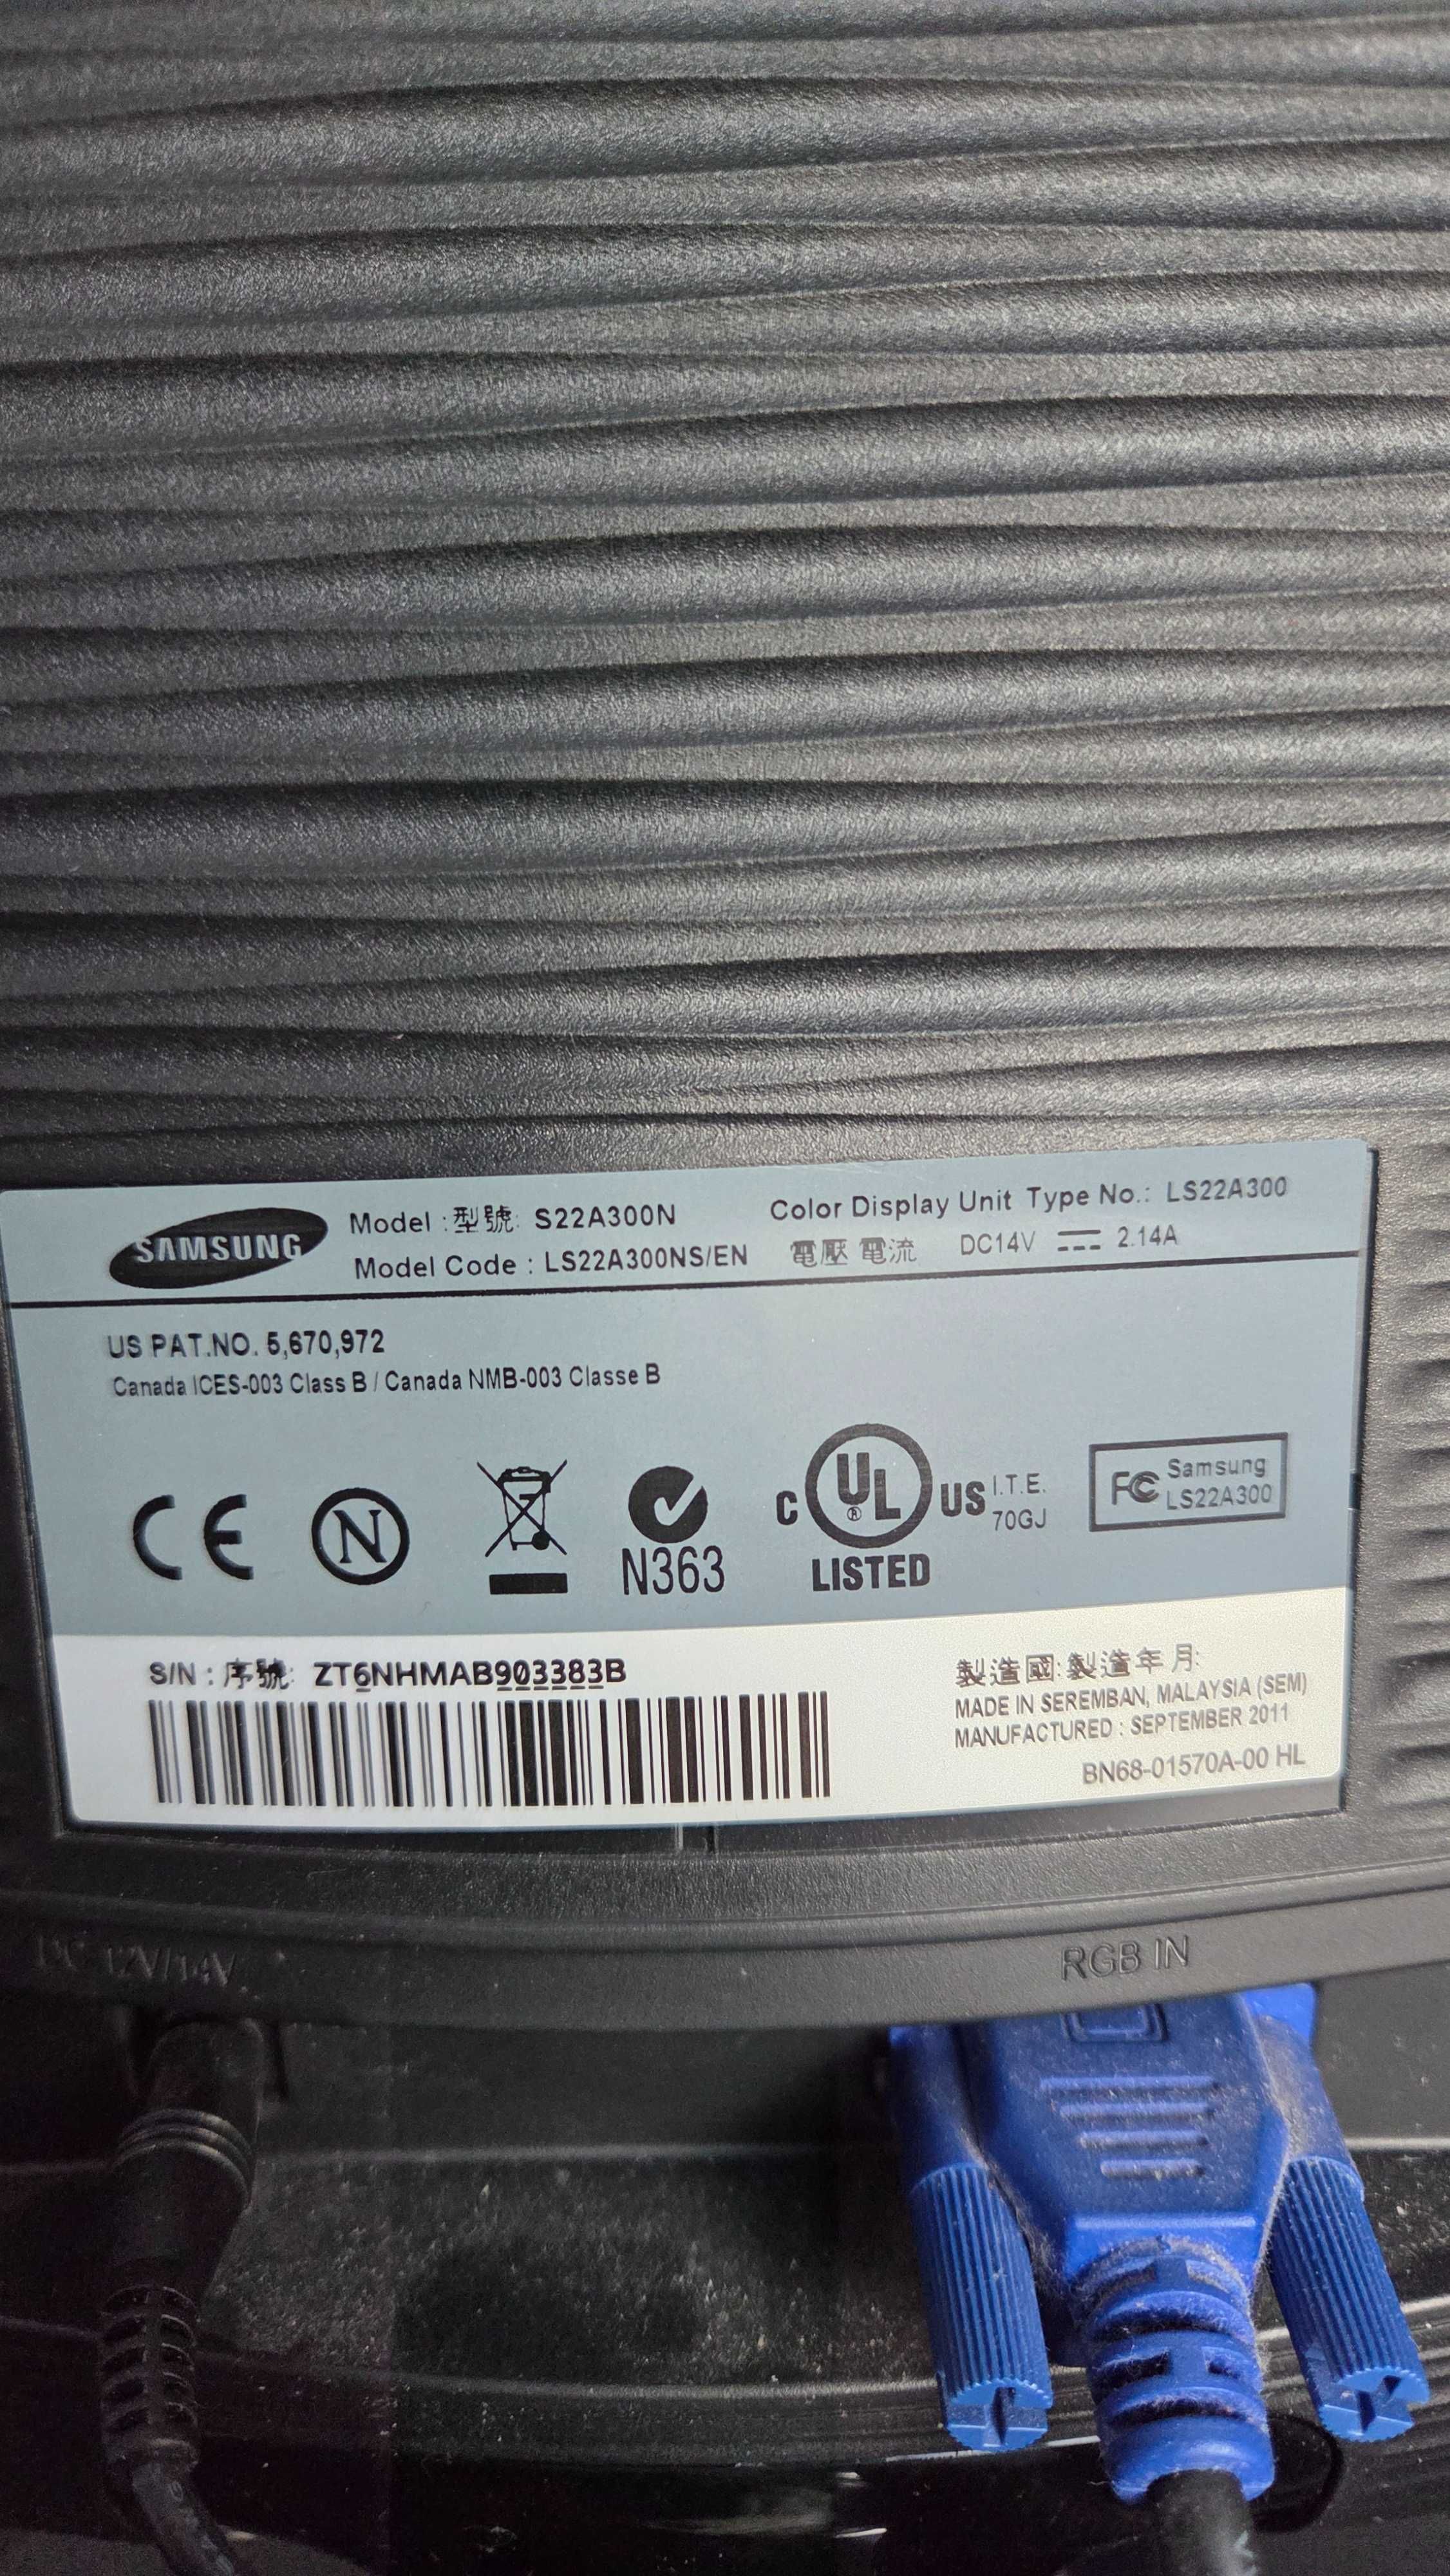 SAMSUNG
Model : 型號: S22A300N
Model Code : LS22A300NS/EN
Color Display Unit Type No.: LS22A300
電壓 電流 DC14V 2.14A
US PAT.NO. 5,670,972
Canada ICES-003 Class B / Canada NMB-003 Classe B
CE
N
N363
C UL ® US
LISTED
I.T.E.
70GJ
FC Samsung
LS22A300
S/N : 序號: ZT6NHMAB903383B
製造國:製造年月:
MADE IN SEREMBAN, MALAYSIA (SEM)
MANUFACTURED : SEPTEMBER 2011
BN68-01570A-00 HL
DC 12V/14V
RGB IN